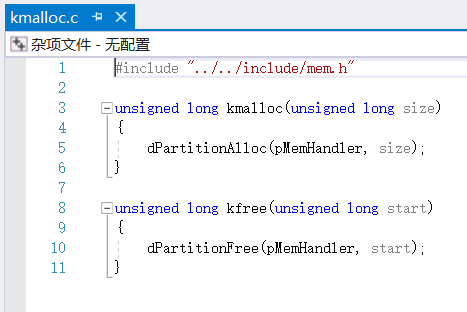 kmalloc.c
杂项文件 - 无配置
1 #include "../../include/mem.h"
2
3 unsigned long kmalloc(unsigned long size)
4 {
5 dPartitionAlloc(pMemHandler, size);
6 }
7
8 unsigned long kfree(unsigned long start)
9 {
10 dPartitionFree(pMemHandler, start);
11 }